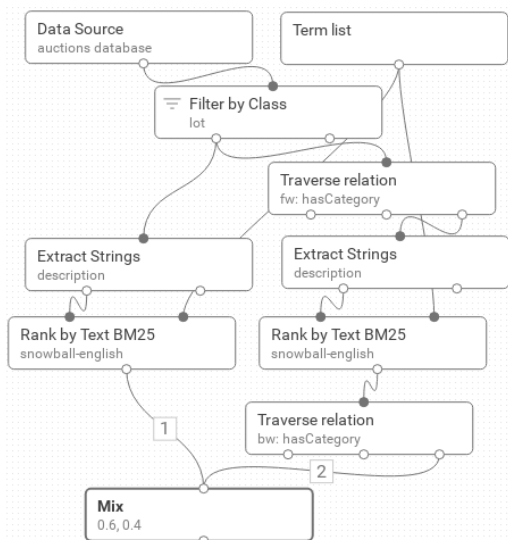 Data Source
auctions database
Term list
Filter by Class
lot
Traverse relation
fw: hasCategory
Extract Strings
description
Extract Strings
description
Rank by Text BM25
snowball-english
Rank by Text BM25
snowball-english
Traverse relation
bw: hasCategory
1
2
Mix
0.6, 0.4